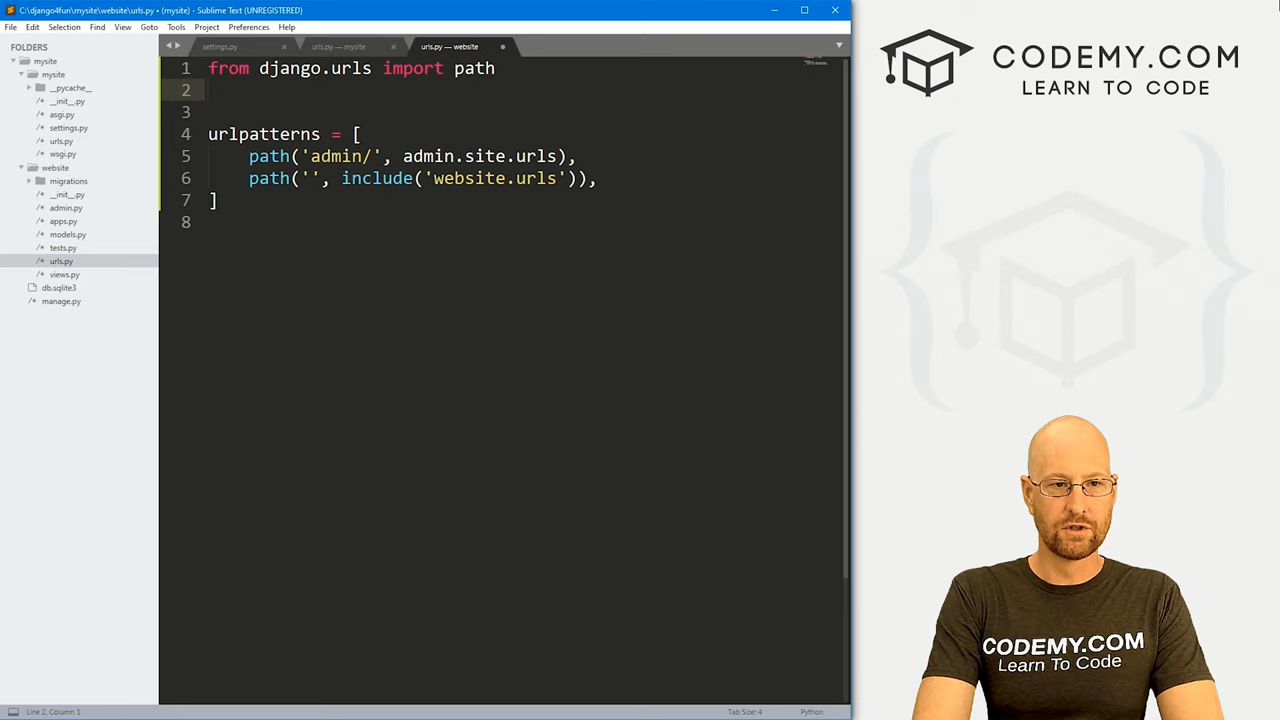 C:\django4fun\mysite\website\urls.py • (mysite) - Sublime Text (UNREGISTERED)
File Edit Selection Find View Goto Tools Project Preferences Help
FOLDERS
mysite
mysite
__pycache__
__init__.py
asgi.py
settings.py
urls.py
wsgi.py
website
migrations
__init__.py
admin.py
apps.py
models.py
tests.py
urls.py
views.py
db.sqlite3
manage.py
settings.py
urls.py — mysite
urls.py — website
1 from django.urls import path
2
3
4 urlpatterns = [
5     path('admin/', admin.site.urls),
6     path('', include('website.urls')),
7 ]
8
Line 2, Column 1
Tab Size: 4
Python
CODEMY.COM
LEARN TO CODE
CODEMY.COM
Learn To Code